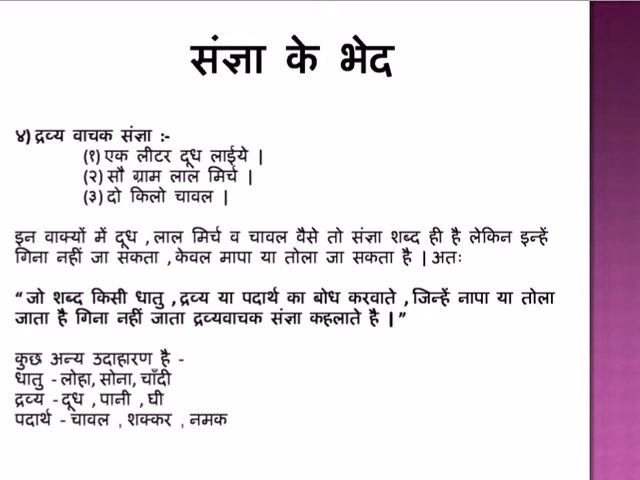 संज्ञा के भेद
४) द्रव्य वाचक संज्ञा :-
(१) एक लीटर दूध लाईये |
(२) सौ ग्राम लाल मिर्च |
(३) दो किलो चावल |
इन वाक्यों में दूध , लाल मिर्च व चावल वैसे तो संज्ञा शब्द ही है लेकिन इन्हें
गिना नहीं जा सकता , केवल मापा या तोला जा सकता है | अतः
“ जो शब्द किसी धातु , द्रव्य या पदार्थ का बोध करवाते , जिन्हें नापा या तोला
जाता है गिना नहीं जाता द्रव्यवाचक संज्ञा कहलाते है | ”
कुछ अन्य उदाहारण है -
धातु - लोहा, सोना, चाँदी
द्रव्य - दूध , पानी , घी
पदार्थ - चावल , शक्कर , नमक